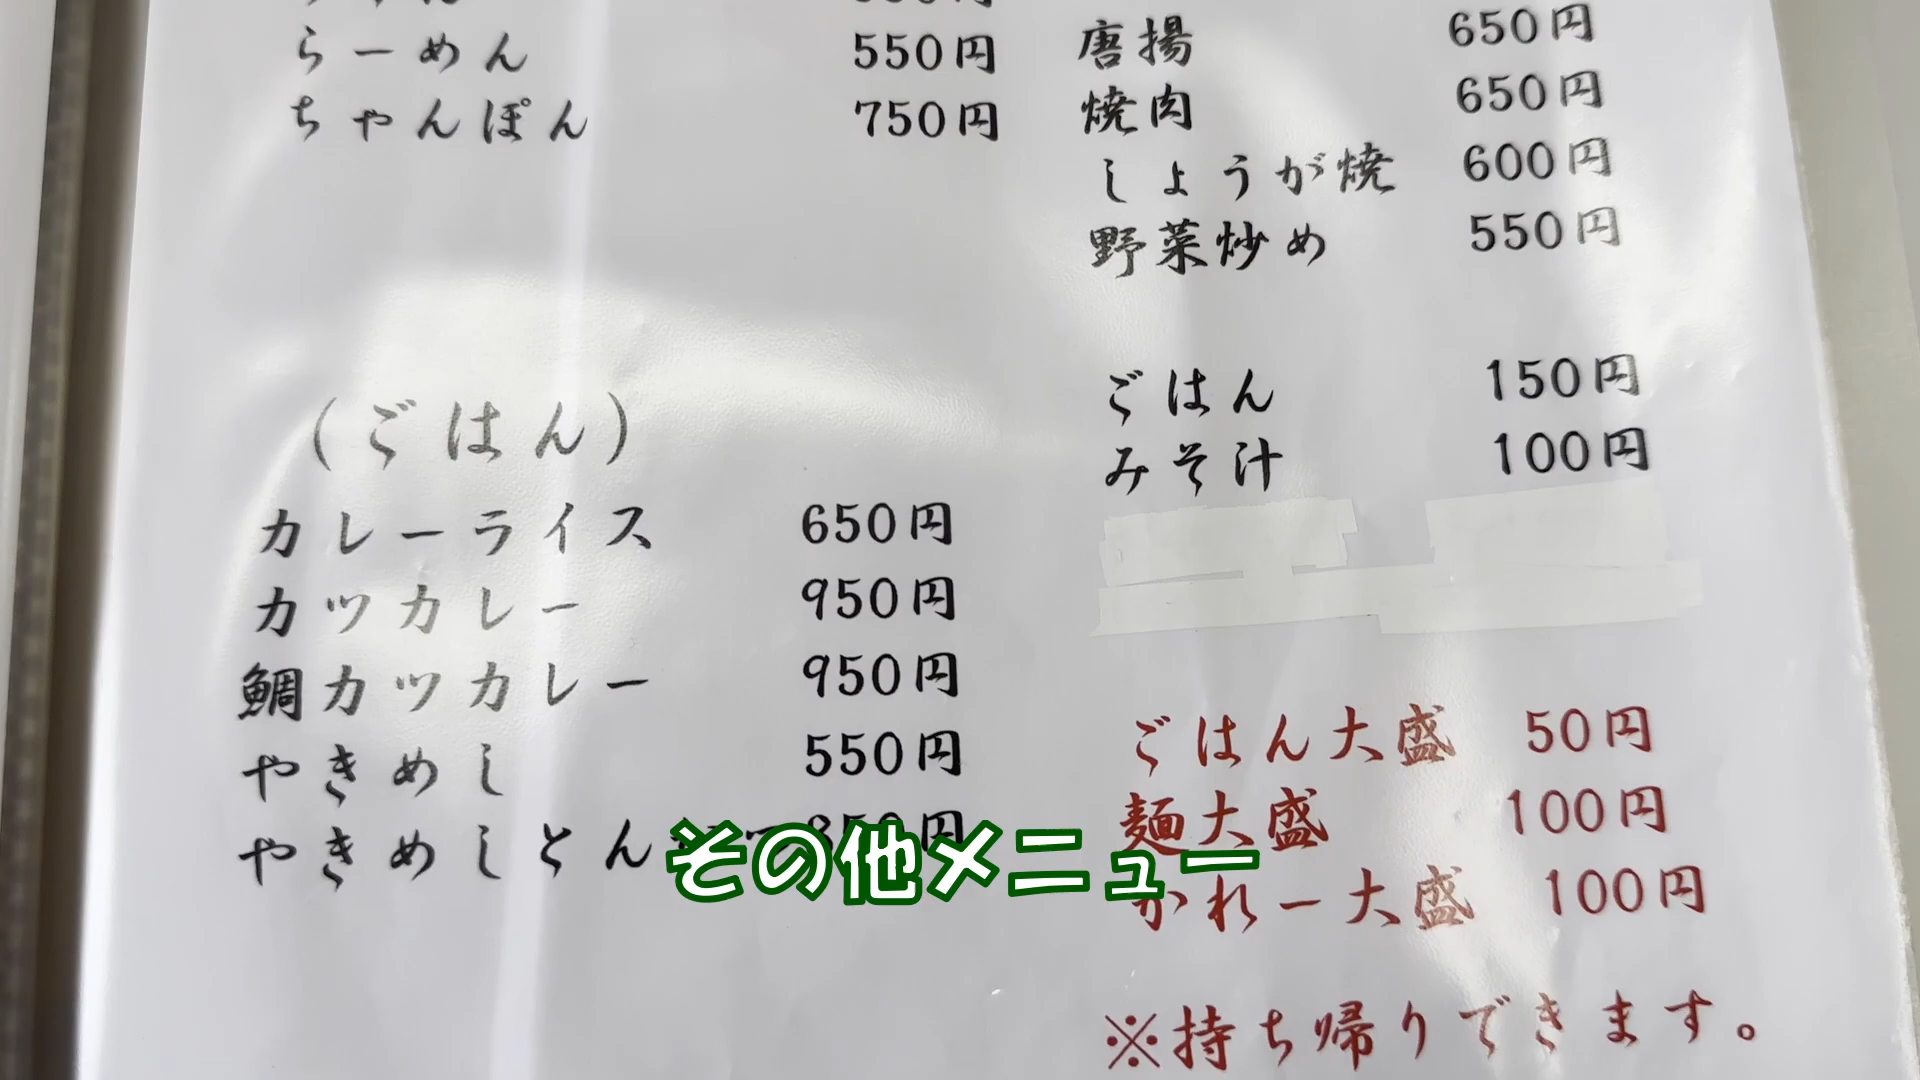 らーめん 550円
ちゃんぽん 750円
(ごはん)
カレーライス 650円
カツカレー 950円
鯛カツカレー 950円
やきめし 550円
やきめしとん 850円
唐揚 650円
焼肉 650円
しょうが焼 600円
野菜炒め 550円
ごはん 150円
みそ汁 100円
ごはん大盛 50円
麺大盛 100円
かれー大盛 100円
※持ち帰りできます。
その他メニュー